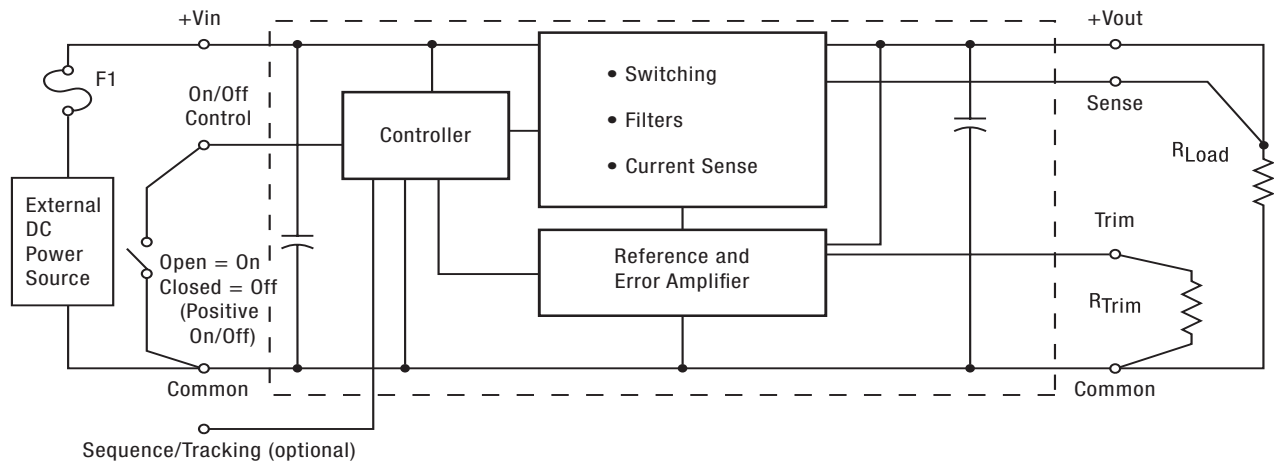 +Vin
+Vout
F1
On/Off
Control
• Switching
• Filters
• Current Sense
Controller
Sense
RLoad
External
DC
Power
Source
Open = On
Closed = Off
(Positive
On/Off)
Reference and
Error Amplifier
Trim
RTrim
Common
Common
Sequence/Tracking (optional)